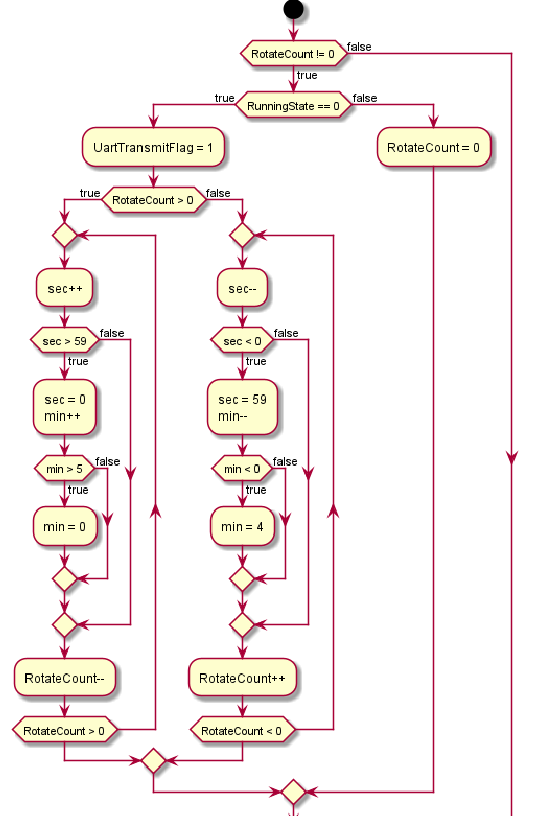 RotateCount != 0
false
true
true
RunningState == 0
false
UartTransmitFlag = 1
RotateCount = 0
true
RotateCount > 0
false
sec++
sec--
sec > 59
false
sec < 0
false
true
true
sec = 0
min++
sec = 59
min--
min > 5
false
min < 0
false
true
true
min = 0
min = 4
RotateCount--
RotateCount++
RotateCount > 0
RotateCount < 0